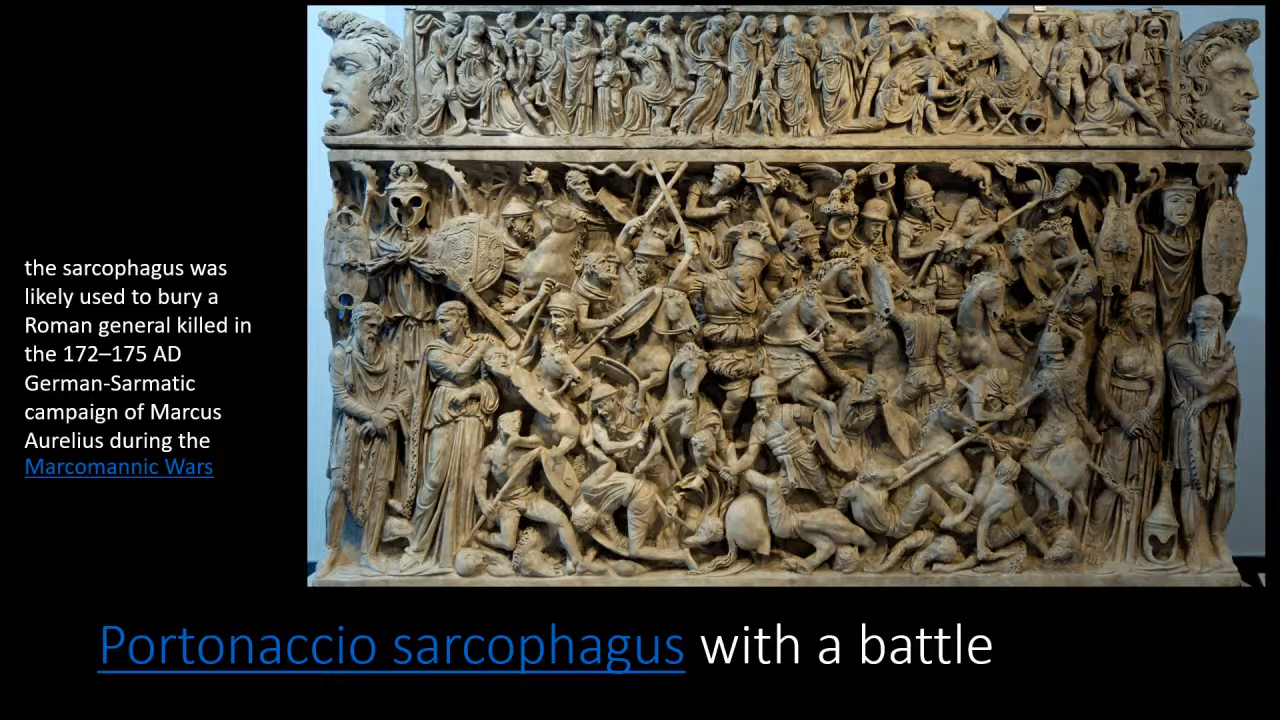 the sarcophagus was
likely used to bury a
Roman general killed in
the 172–175 AD
German-Sarmatic
campaign of Marcus
Aurelius during the
Marcomannic Wars
Portonaccio sarcophagus with a battle